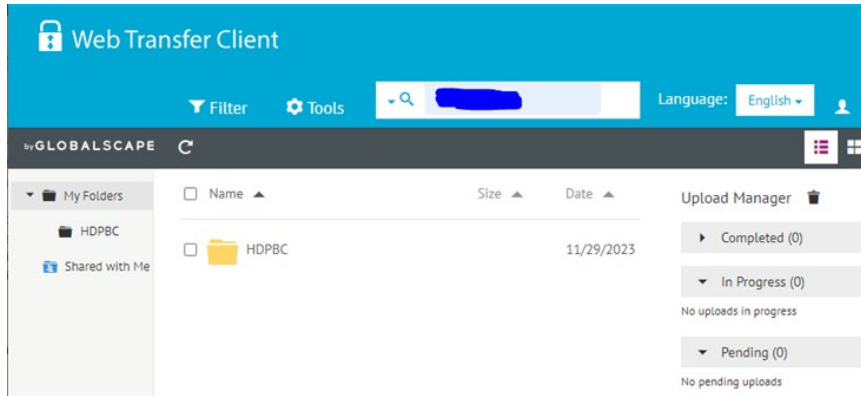 Web Transfer Client
Filter Tools Language: English
by GLOBALSCAPE
My Folders
HDPBC
Shared with Me
Name Size Date
HDPBC 11/29/2023
Upload Manager
Completed (0)
In Progress (0)
No uploads in progress
Pending (0)
No pending uploads